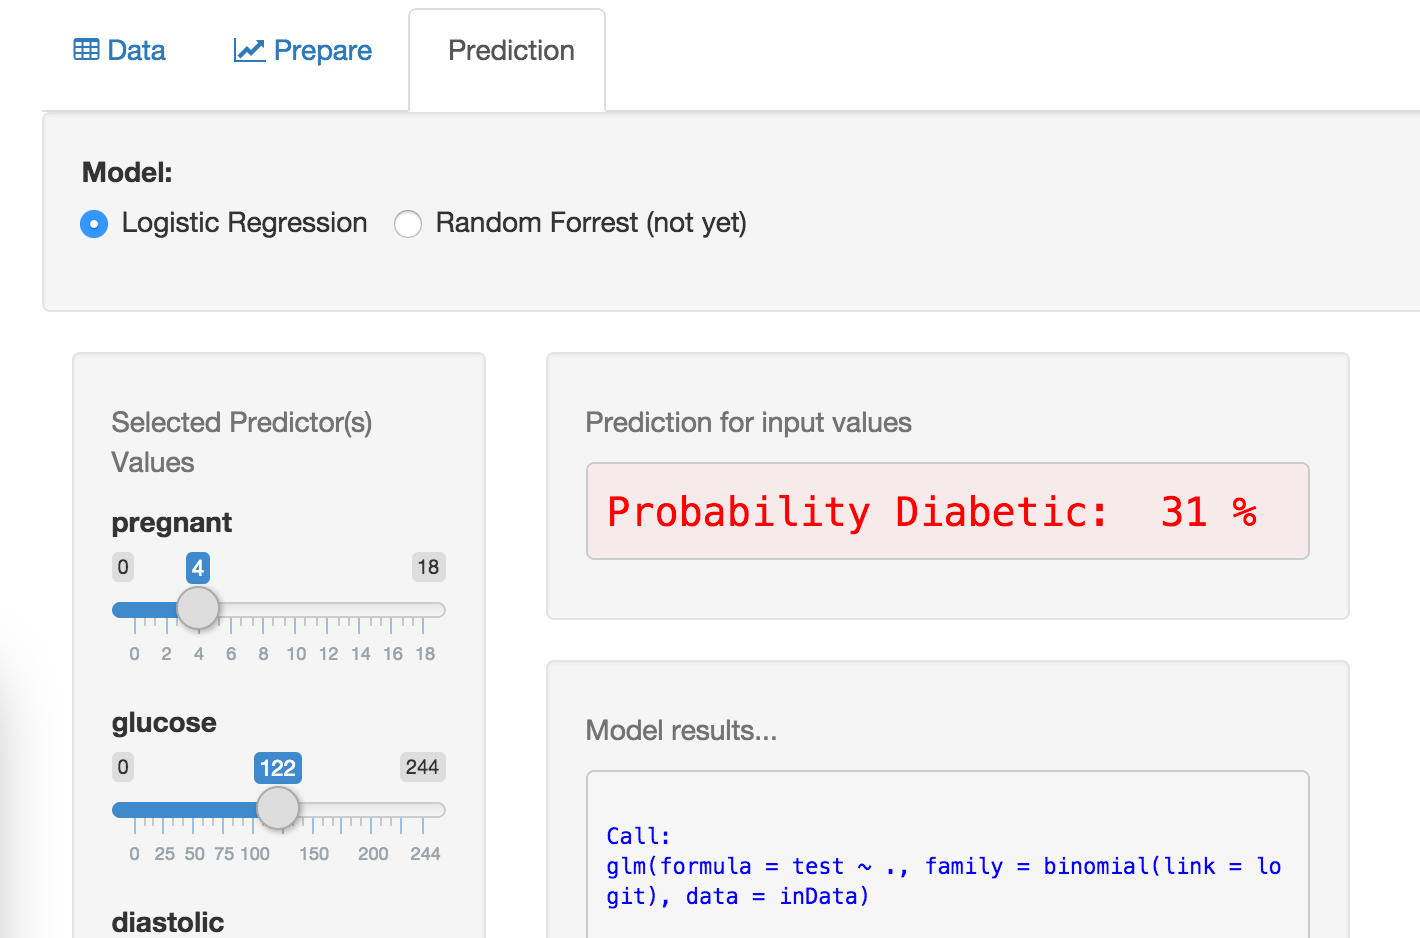 Data Prepare Prediction
Model:
Logistic Regression Random Forrest (not yet)
Selected Predictor(s)
Values
pregnant
0 4 18
0 2 4 6 8 10 12 14 16 18
glucose
0 122 244
0 25 50 75 100 150 200 244
diastolic
Prediction for input values
Probability Diabetic: 31 %
Model results...
Call:
glm(formula = test ~ ., family = binomial(link = lo
git), data = inData)